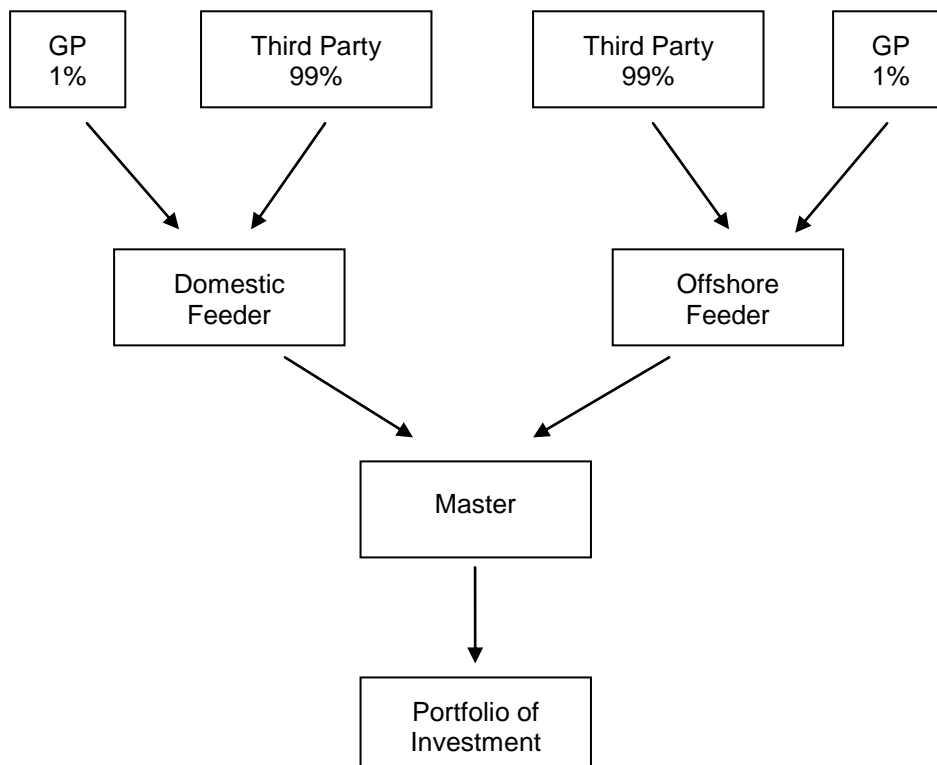 GP
1%
Third Party
99%
Third Party
99%
GP
1%
Domestic
Feeder
Offshore
Feeder
Master
Portfolio of
Investment